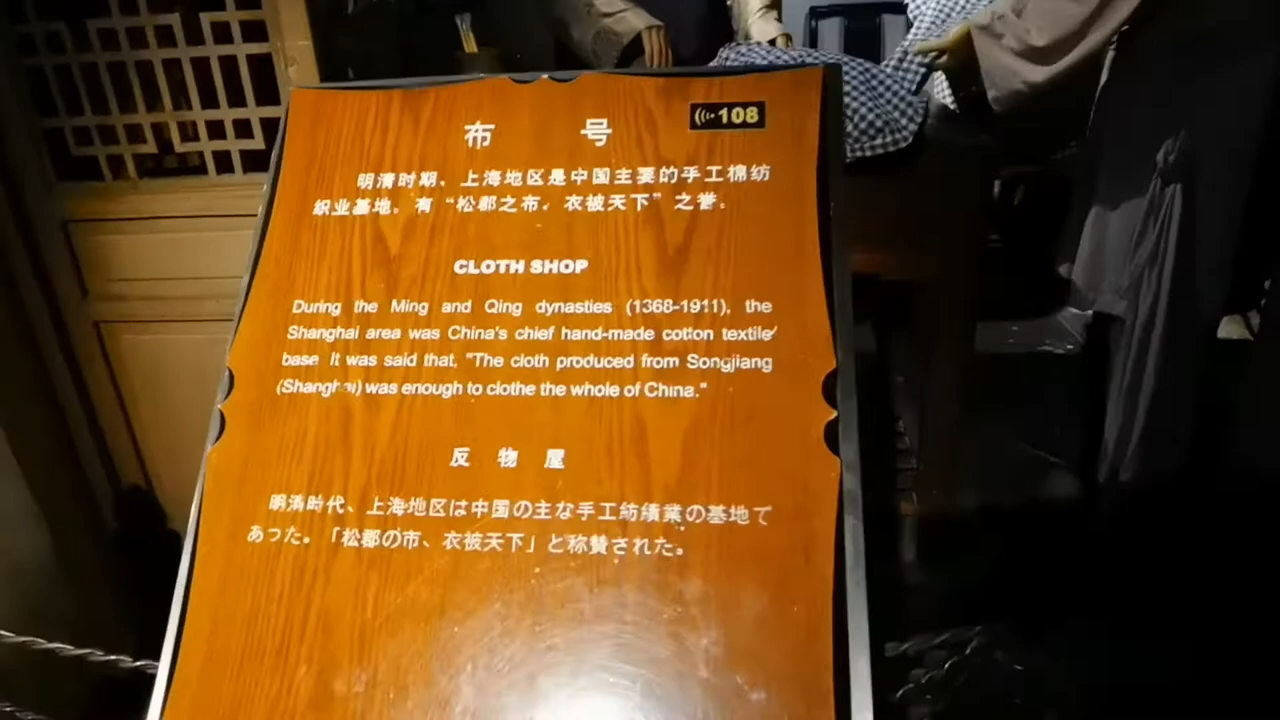 布 号
108
明清时期，上海地区是中国主要的手工棉纺
织业基地。有“松郡之布，衣被天下”之誉。
CLOTH SHOP
During the Ming and Qing dynasties (1368-1911), the
Shanghai area was China's chief hand-made cotton textile
base It was said that, "The cloth produced from Songjiang
(Shanghai) was enough to clothe the whole of China."
反 物 屋
明清時代、上海地区は中国の主な手工紡績業の基地て
あった。「松郡の市、衣被天下」と称賛された。